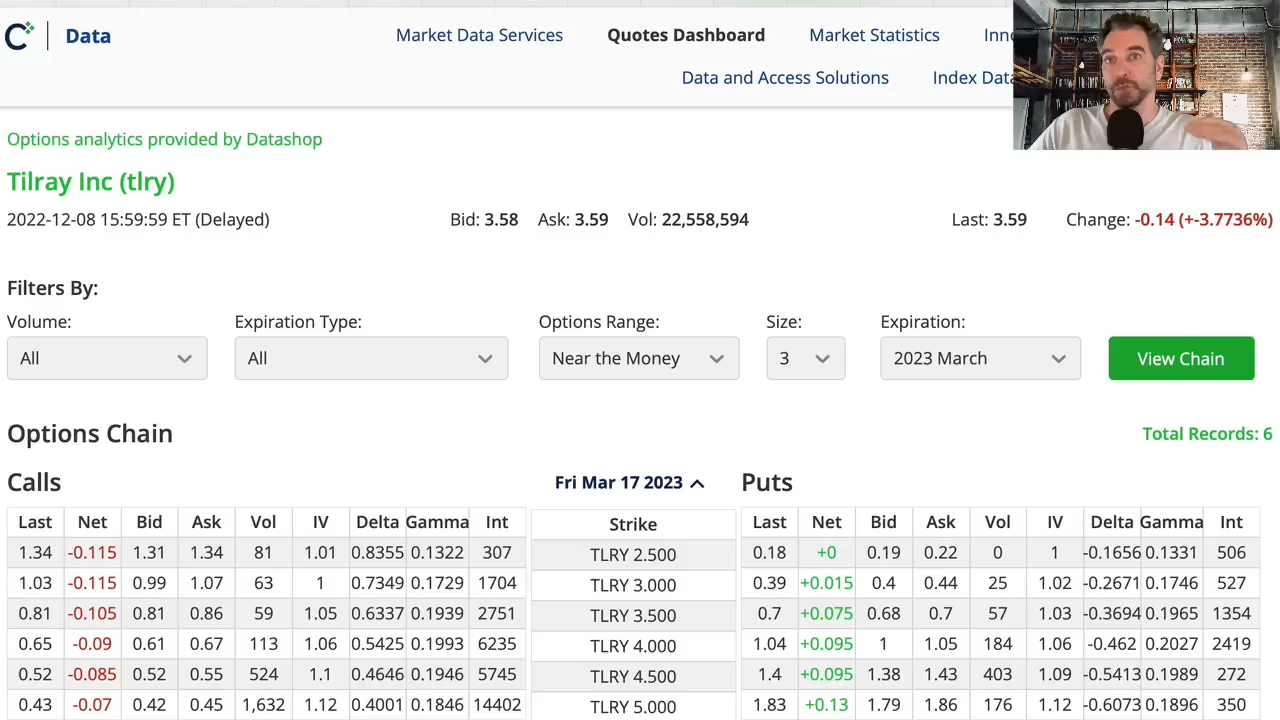 Data
Market Data Services Quotes Dashboard Market Statistics Inno
Data and Access Solutions Index Data
Options analytics provided by Datashop
Tilray Inc (tlry)
2022-12-08 15:59:59 ET (Delayed) Bid: 3.58 Ask: 3.59 Vol: 22,558,594 Last: 3.59 Change: -0.14 (+-3.7736%)
Filters By:
Volume: Expiration Type: Options Range: Size: Expiration:
All All Near the Money 3 2023 March View Chain
Options Chain Total Records: 6
Calls Fri Mar 17 2023 Puts
Last Net Bid Ask Vol IV Delta Gamma Int Strike Last Net Bid Ask Vol IV Delta Gamma Int
1.34 -0.115 1.31 1.34 81 1.01 0.8355 0.1322 307 TLRY 2.500 0.18 +0 0.19 0.22 0 1 -0.1656 0.1331 506
1.03 -0.115 0.99 1.07 63 1 0.7349 0.1729 1704 TLRY 3.000 0.39 +0.015 0.4 0.44 25 1.02 -0.2671 0.1746 527
0.81 -0.105 0.81 0.86 59 1.05 0.6337 0.1939 2751 TLRY 3.500 0.7 +0.075 0.68 0.7 57 1.03 -0.3694 0.1965 1354
0.65 -0.09 0.61 0.67 113 1.06 0.5425 0.1993 6235 TLRY 4.000 1.04 +0.095 1 1.05 184 1.06 -0.462 0.2027 2419
0.52 -0.085 0.52 0.55 524 1.1 0.4646 0.1946 5745 TLRY 4.500 1.4 +0.095 1.38 1.43 403 1.09 -0.5413 0.1989 272
0.43 -0.07 0.42 0.45 1,632 1.12 0.4001 0.1846 14402 TLRY 5.000 1.83 +0.13 1.79 1.86 176 1.12 -0.6073 0.1896 350